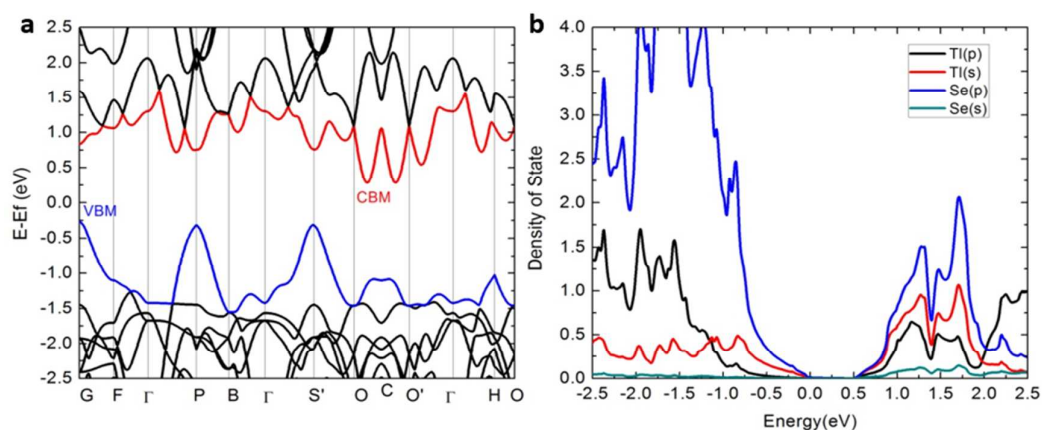 a
2.5
2.0
1.5
1.0
0.5
0.0
-0.5
-1.0
-1.5
-2.0
-2.5
E-Ef (eV)
VBM
CBM
G F Γ P B Γ S' O C O' Γ H O
b
4.0
3.5
3.0
2.5
2.0
1.5
1.0
0.5
0.0
Density of State
Tl(p)
Tl(s)
Se(p)
Se(s)
-2.5 -2.0 -1.5 -1.0 -0.5 0.0 0.5 1.0 1.5 2.0 2.5
Energy(eV)